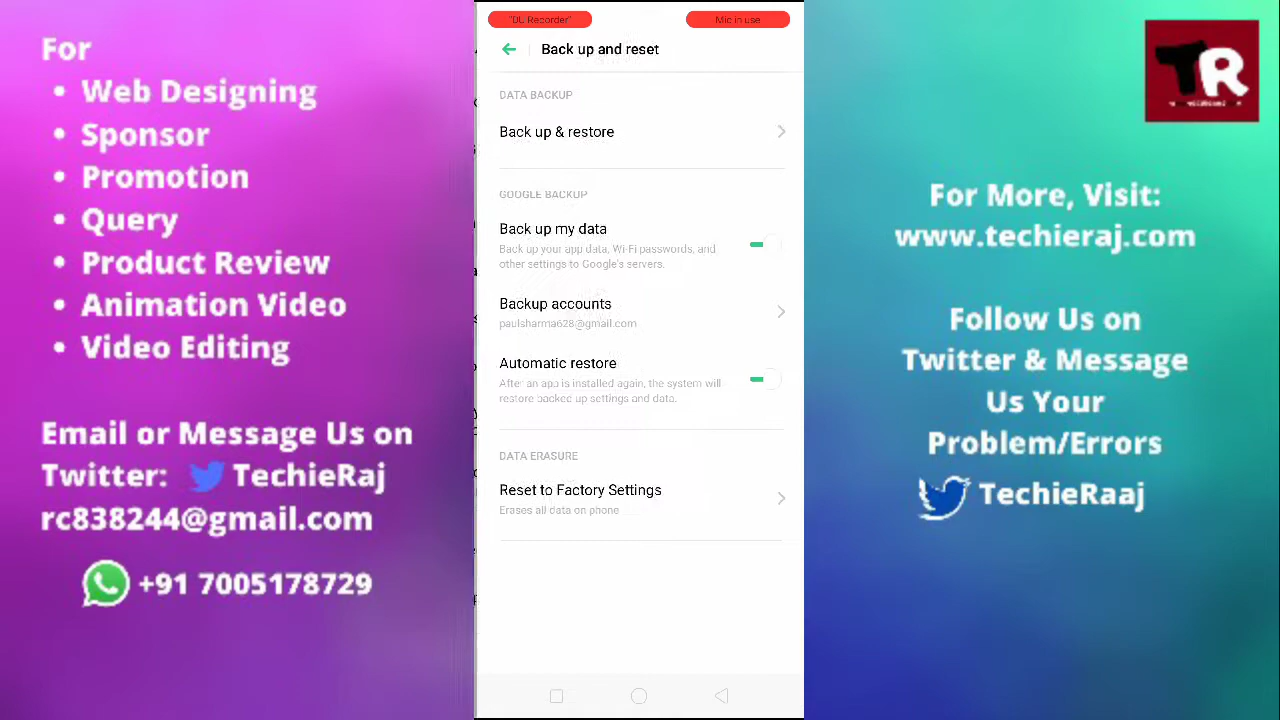 For
• Web Designing
• Sponsor
• Promotion
• Query
• Product Review
• Animation Video
• Video Editing
Email or Message Us on
Twitter: TechieRaj
rc838244@gmail.com
+91 7005178729
"DU Recorder"
Mic in use
Back up and reset
DATA BACKUP
Back up & restore
GOOGLE BACKUP
Back up my data
Back up your app data, Wi-Fi passwords, and
other settings to Google's servers.
Backup accounts
paulsharma628@gmail.com
Automatic restore
After an app is installed again, the system will
restore backed up settings and data.
DATA ERASURE
Reset to Factory Settings
Erases all data on phone
TR
For More, Visit:
www.techieraj.com
Follow Us on
Twitter & Message
Us Your
Problem/Errors
TechieRaaj